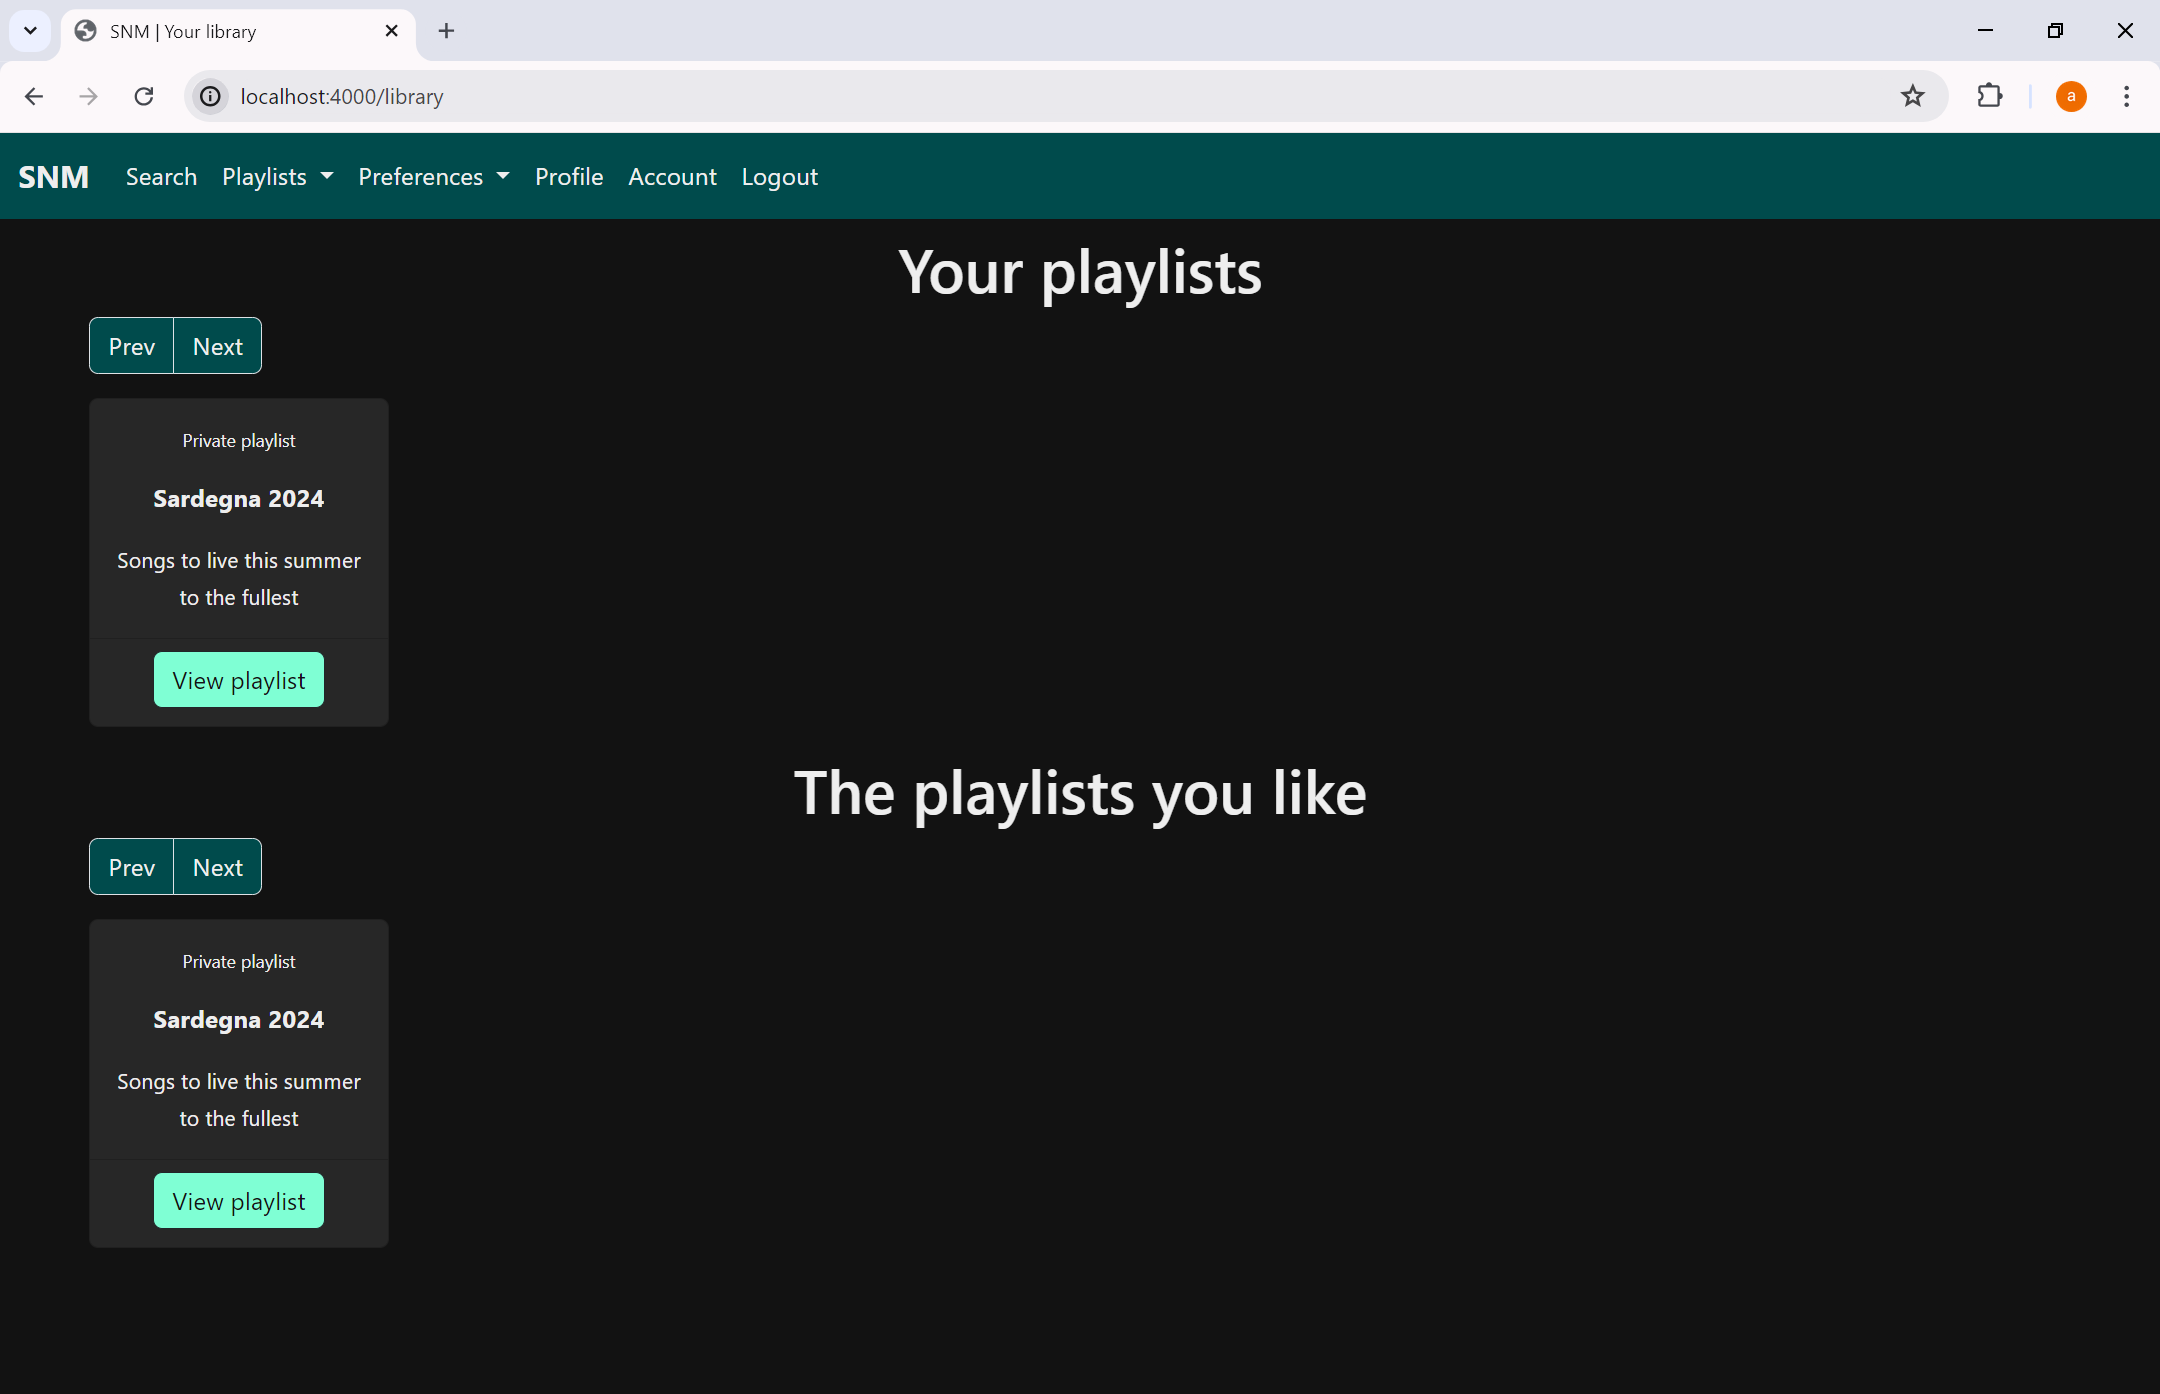 SNM | Your library
localhost:4000/library
a
SNM Search Playlists Preferences Profile Account Logout
Your playlists
Prev Next
Private playlist
Sardegna 2024
Songs to live this summer
to the fullest
View playlist
The playlists you like
Prev Next
Private playlist
Sardegna 2024
Songs to live this summer
to the fullest
View playlist